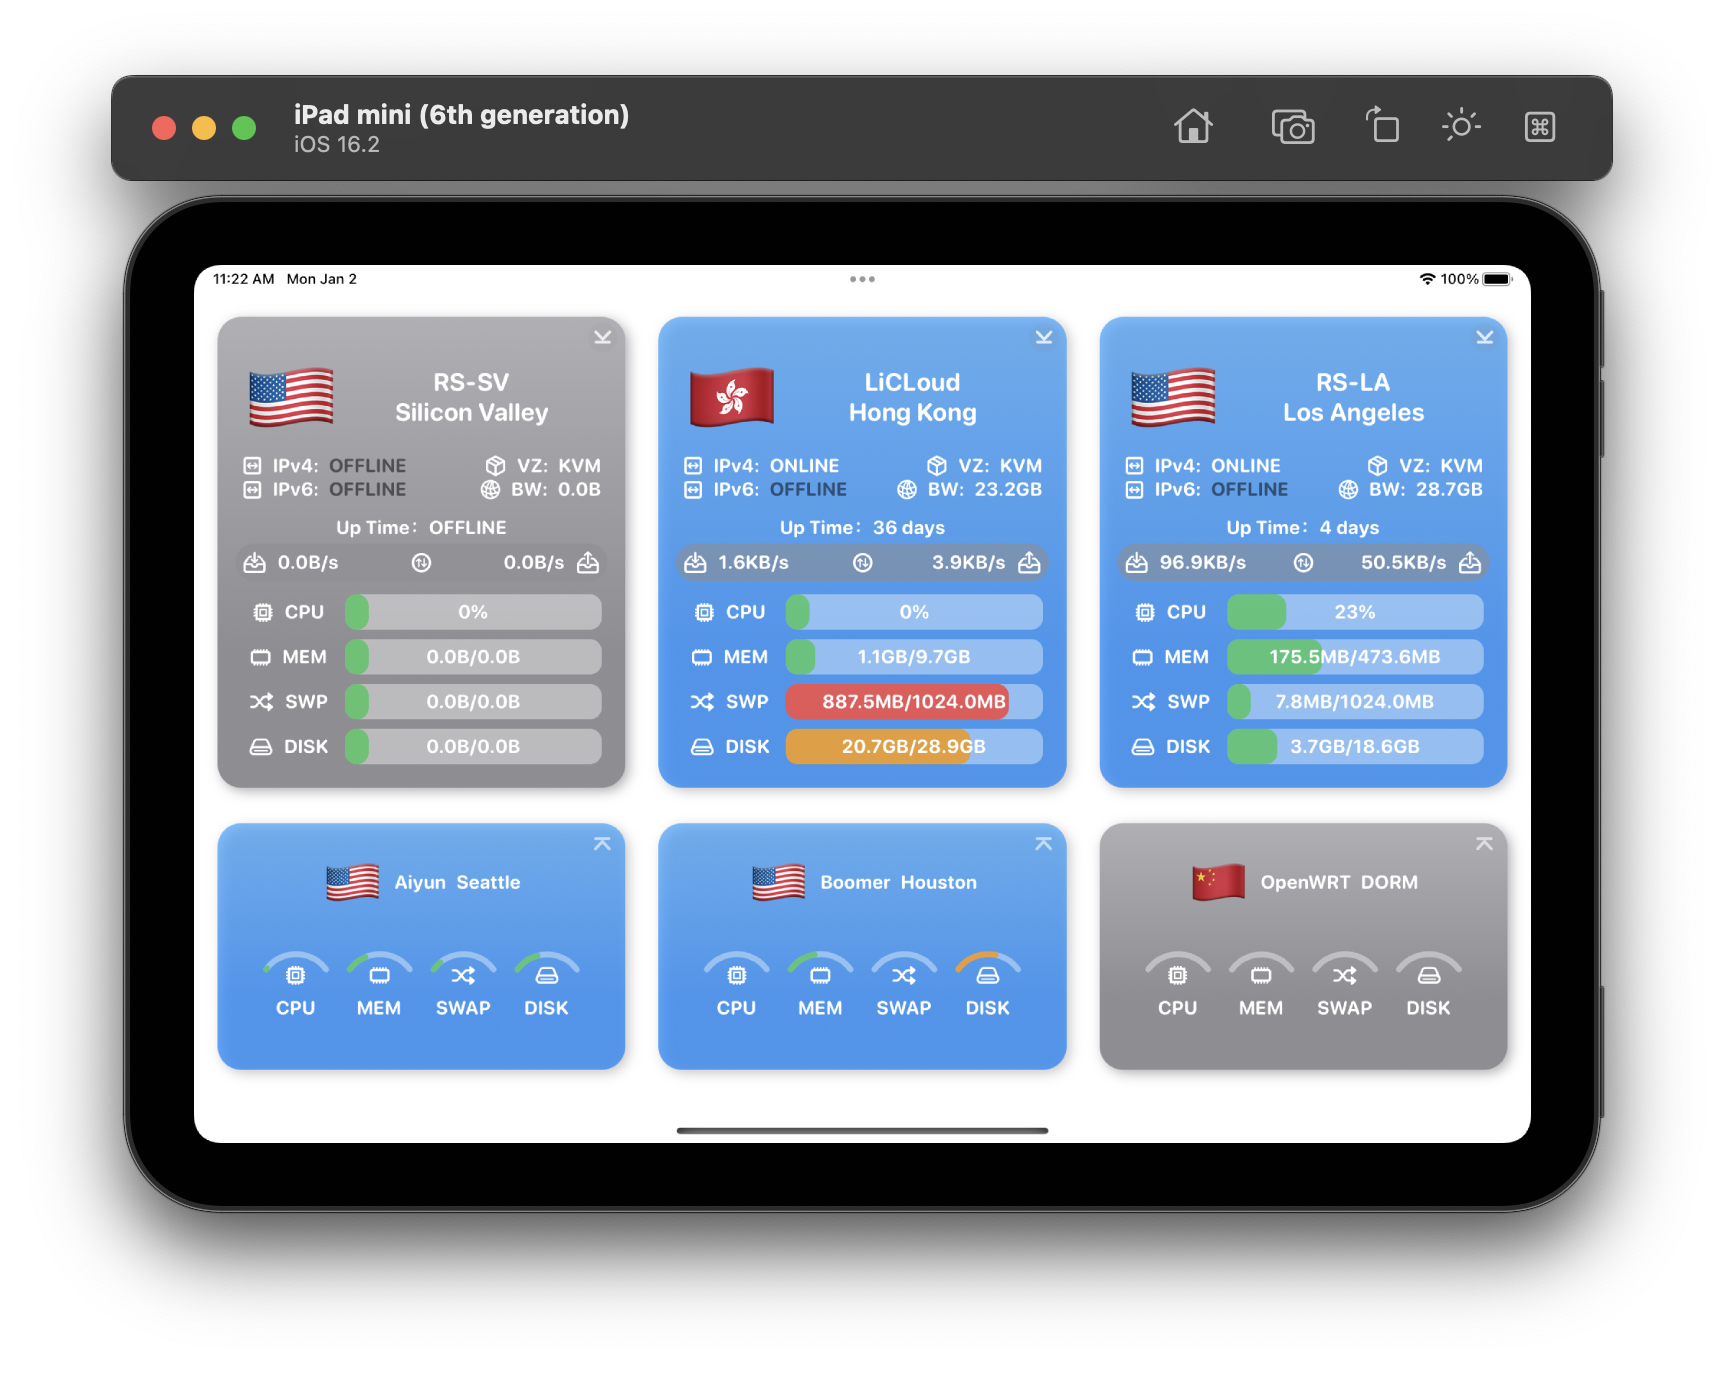 iPad mini (6th generation)
iOS 16.2
11:22 AM Mon Jan 2
100%
RS-SV
Silicon Valley
IPv4: OFFLINE VZ: KVM
IPv6: OFFLINE BW: 0.0B
Up Time: OFFLINE
0.0B/s 0.0B/s
CPU 0%
MEM 0.0B/0.0B
SWP 0.0B/0.0B
DISK 0.0B/0.0B
LiCLoud
Hong Kong
IPv4: ONLINE VZ: KVM
IPv6: OFFLINE BW: 23.2GB
Up Time: 36 days
1.6KB/s 3.9KB/s
CPU 0%
MEM 1.1GB/9.7GB
SWP 887.5MB/1024.0MB
DISK 20.7GB/28.9GB
RS-LA
Los Angeles
IPv4: ONLINE VZ: KVM
IPv6: OFFLINE BW: 28.7GB
Up Time: 4 days
96.9KB/s 50.5KB/s
CPU 23%
MEM 175.5MB/473.6MB
SWP 7.8MB/1024.0MB
DISK 3.7GB/18.6GB
Aiyun Seattle
CPU MEM SWAP DISK
Boomer Houston
CPU MEM SWAP DISK
OpenWRT DORM
CPU MEM SWAP DISK